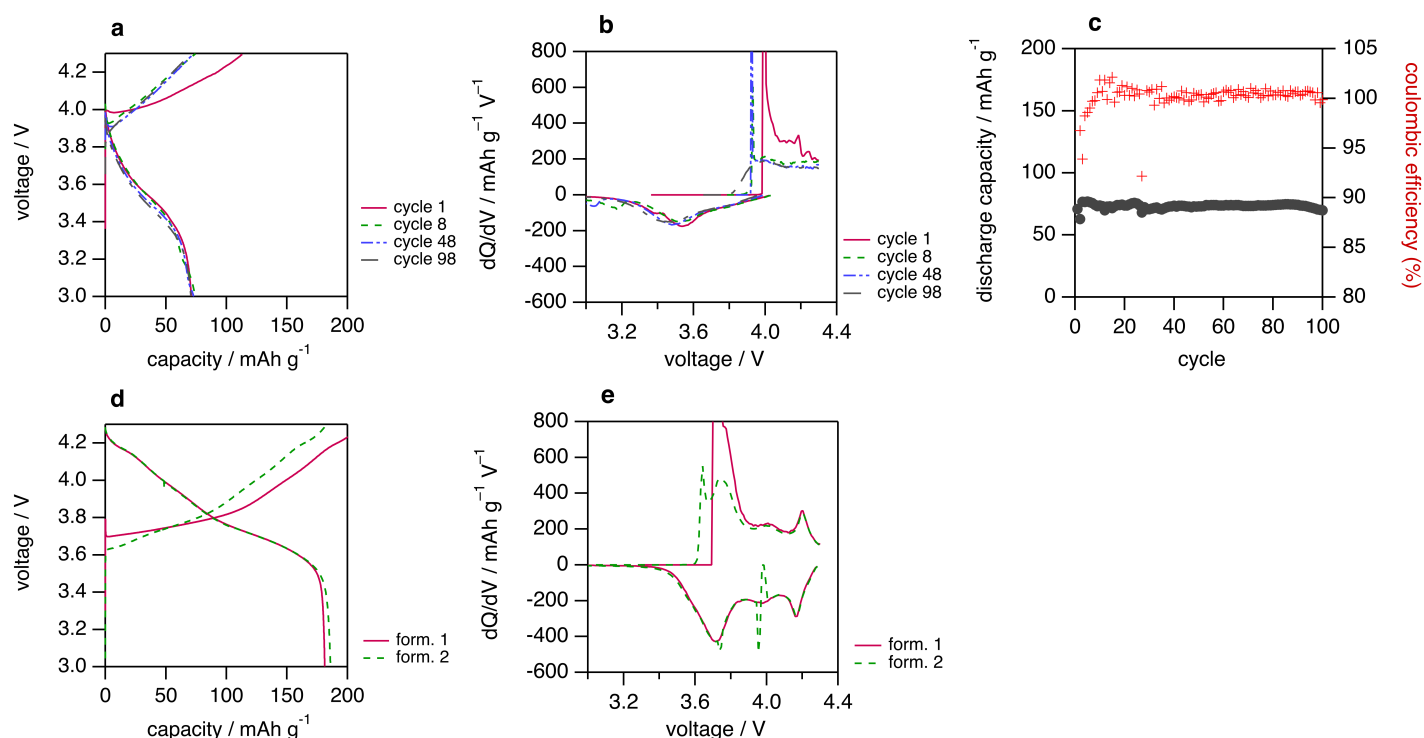 a
4.2
4.0
3.8
3.6
3.4
3.2
3.0
voltage / V
0
50
100
150
200
capacity / mAh g⁻¹
cycle 1
cycle 8
cycle 48
cycle 98
b
800
600
400
200
0
-200
-400
-600
dQ/dV / mAh g⁻¹ V⁻¹
3.2
3.6
4.0
4.4
voltage / V
cycle 1
cycle 8
cycle 48
cycle 98
c
200
150
100
50
0
discharge capacity / mAh g⁻¹
105
100
95
90
85
80
coulombic efficiency (%)
0
20
40
60
80
100
cycle
d
4.2
4.0
3.8
3.6
3.4
3.2
3.0
voltage / V
0
50
100
150
200
capacity / mAh g⁻¹
form. 1
form. 2
e
800
600
400
200
0
-200
-400
-600
dQ/dV / mAh g⁻¹ V⁻¹
3.2
3.6
4.0
4.4
voltage / V
form. 1
form. 2